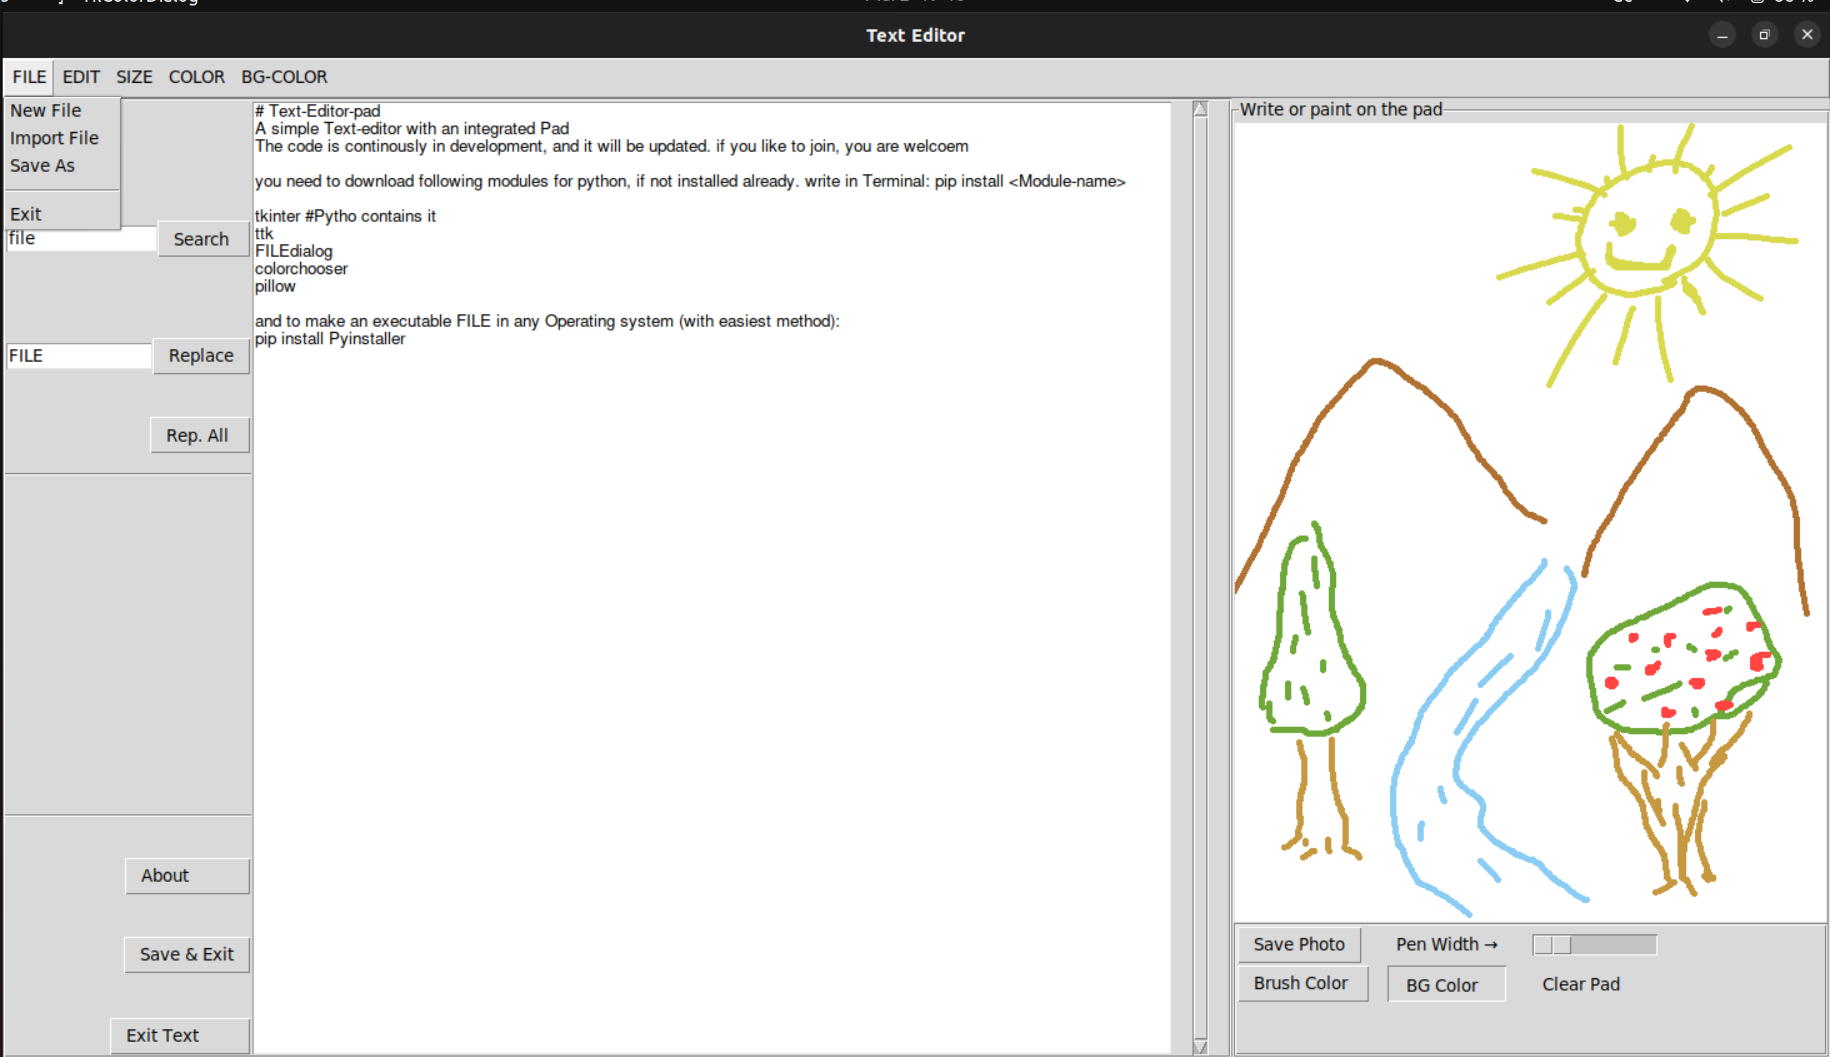 Text Editor
FILE EDIT SIZE COLOR BG-COLOR
New File
Import File
Save As
Exit
file
Search
FILE
Replace
Rep. All
About
Save & Exit
Exit Text
# Text-Editor-pad
A simple Text-editor with an integrated Pad
The code is continously in development, and it will be updated. if you like to join, you are welcoem
you need to download following modules for python, if not installed already. write in Terminal: pip install <Module-name>
tkinter #Pytho contains it
ttk
FILEdialog
colorchooser
pillow
and to make an executable FILE in any Operating system (with easiest method):
pip install Pyinstaller
Write or paint on the pad
Save Photo
Pen Width →
Brush Color
BG Color
Clear Pad